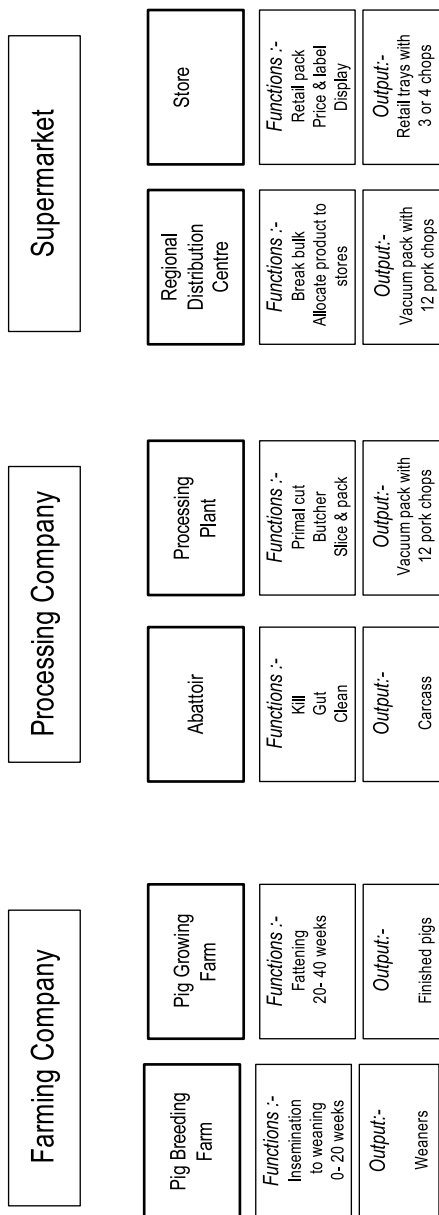 Farming Company
Processing Company
Supermarket
Pig Breeding
Farm
Pig Growing
Farm
Abattoir
Processing
Plant
Regional
Distribution
Centre
Store
Functions :-
Insemination
to weaning
0- 20 weeks
Functions :-
Fattening
20- 40 weeks
Functions :-
Kill
Gut
Clean
Functions :-
Primal cut
Butcher
Slice & pack
Functions :-
Break bulk
Allocate product to
stores
Functions :-
Retail pack
Price & label
Display
Output:-
Weaners
Output:-
Finished pigs
Output:-
Carcass
Output:-
Vacuum pack with
12 pork chops
Output:-
Vacuum pack with
12 pork chops
Output:-
Retail trays with
3 or 4 chops